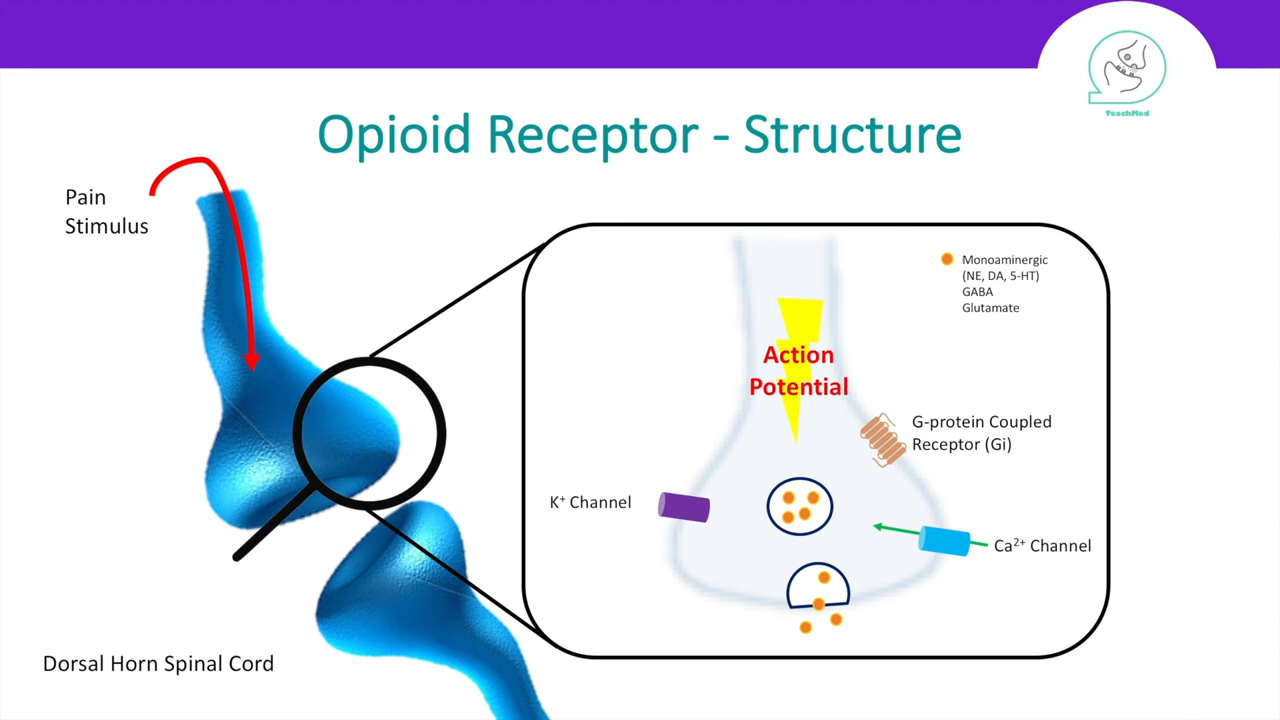 TeachMed
Opioid Receptor - Structure
Pain
Stimulus
Monoaminergic
(NE, DA, 5-HT)
GABA
Glutamate
Action
Potential
G-protein Coupled
Receptor (Gi)
K⁺ Channel
Ca²⁺ Channel
Dorsal Horn Spinal Cord